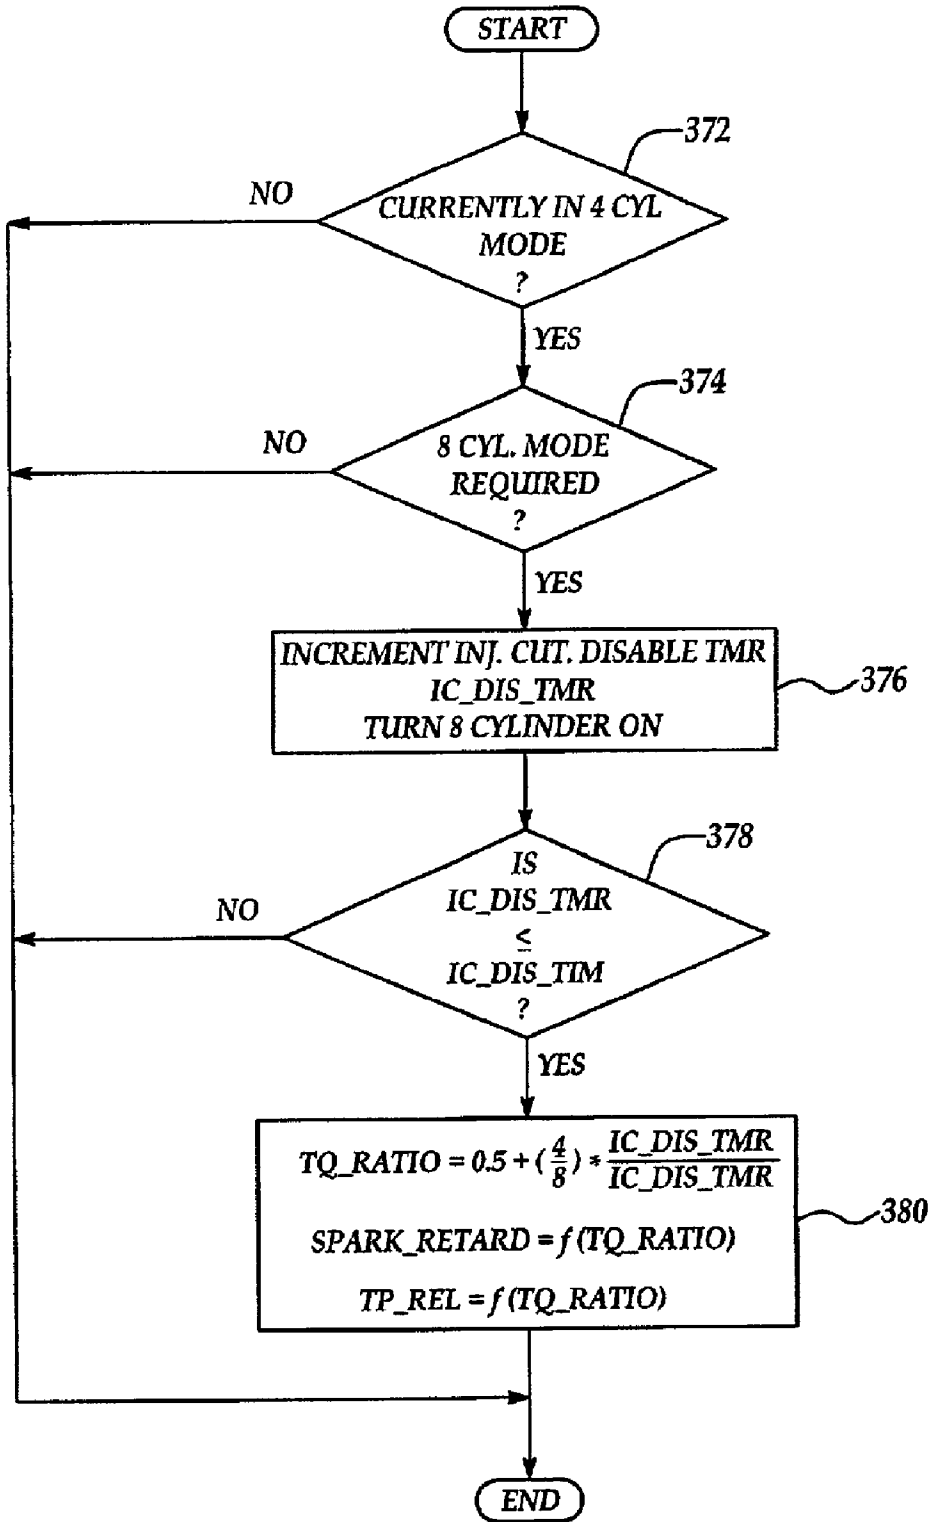 START
372
NO
CURRENTLY IN 4 CYL
MODE
?
YES
374
NO
8 CYL. MODE
REQUIRED
?
YES
INCREMENT INJ. CUT. DISABLE TMR
IC_DIS_TMR
TURN 8 CYLINDER ON
376
378
IS
IC_DIS_TMR
≤
IC_DIS_TIM
?
NO
YES
TQ_RATIO = 0.5 + (4/8) * IC_DIS_TMR/IC_DIS_TMR
SPARK_RETARD = f (TQ_RATIO)
TP_REL = f (TQ_RATIO)
380
END